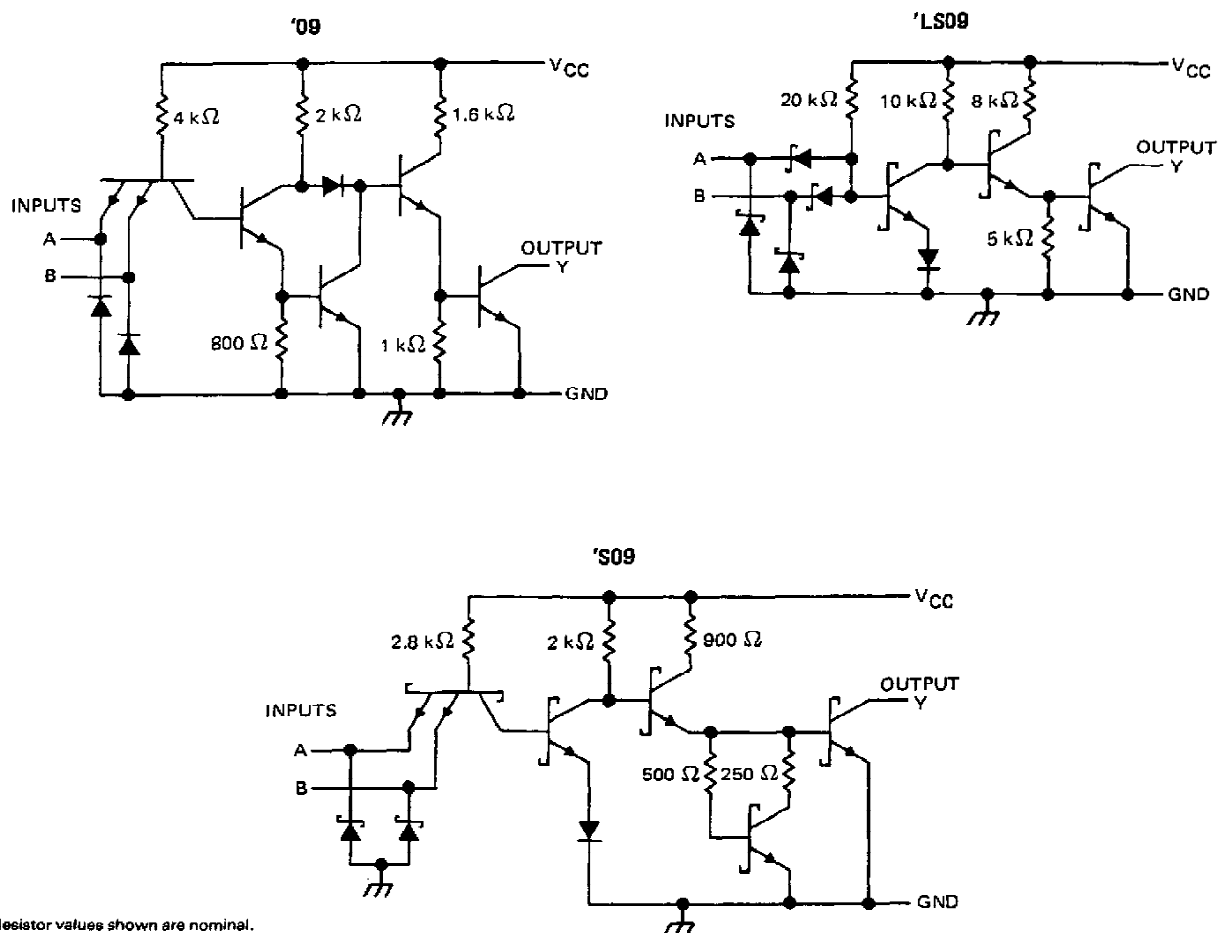 '09
VCC
4 kΩ
2 kΩ
1.6 kΩ
INPUTS
A
B
OUTPUT
Y
800 Ω
1 kΩ
GND
'LS09
VCC
20 kΩ
10 kΩ
8 kΩ
INPUTS
A
B
OUTPUT
Y
5 kΩ
GND
'S09
VCC
2.8 kΩ
2 kΩ
900 Ω
INPUTS
A
B
OUTPUT
Y
500 Ω
250 Ω
GND
lesistor values shown are nominal.